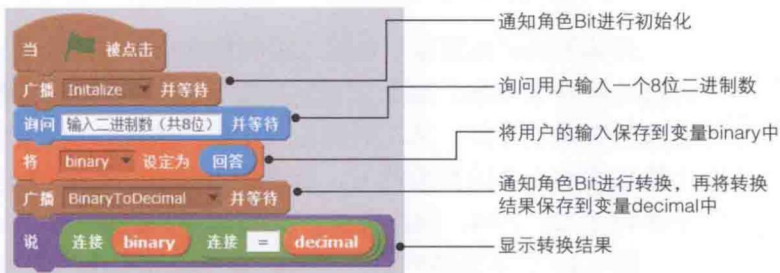 当 被点击
通知角色Bit进行初始化
广播 Initalize 并等待
询问用户输入一个8位二进制数
询问 输入二进制数（共8位） 并等待
将用户的输入保存到变量binary中
将 binary 设定为 回答
通知角色Bit进行转换，再将转换
结果保存到变量decimal中
广播 BinaryToDecimal 并等待
说 连接 binary 连接 = decimal
显示转换结果